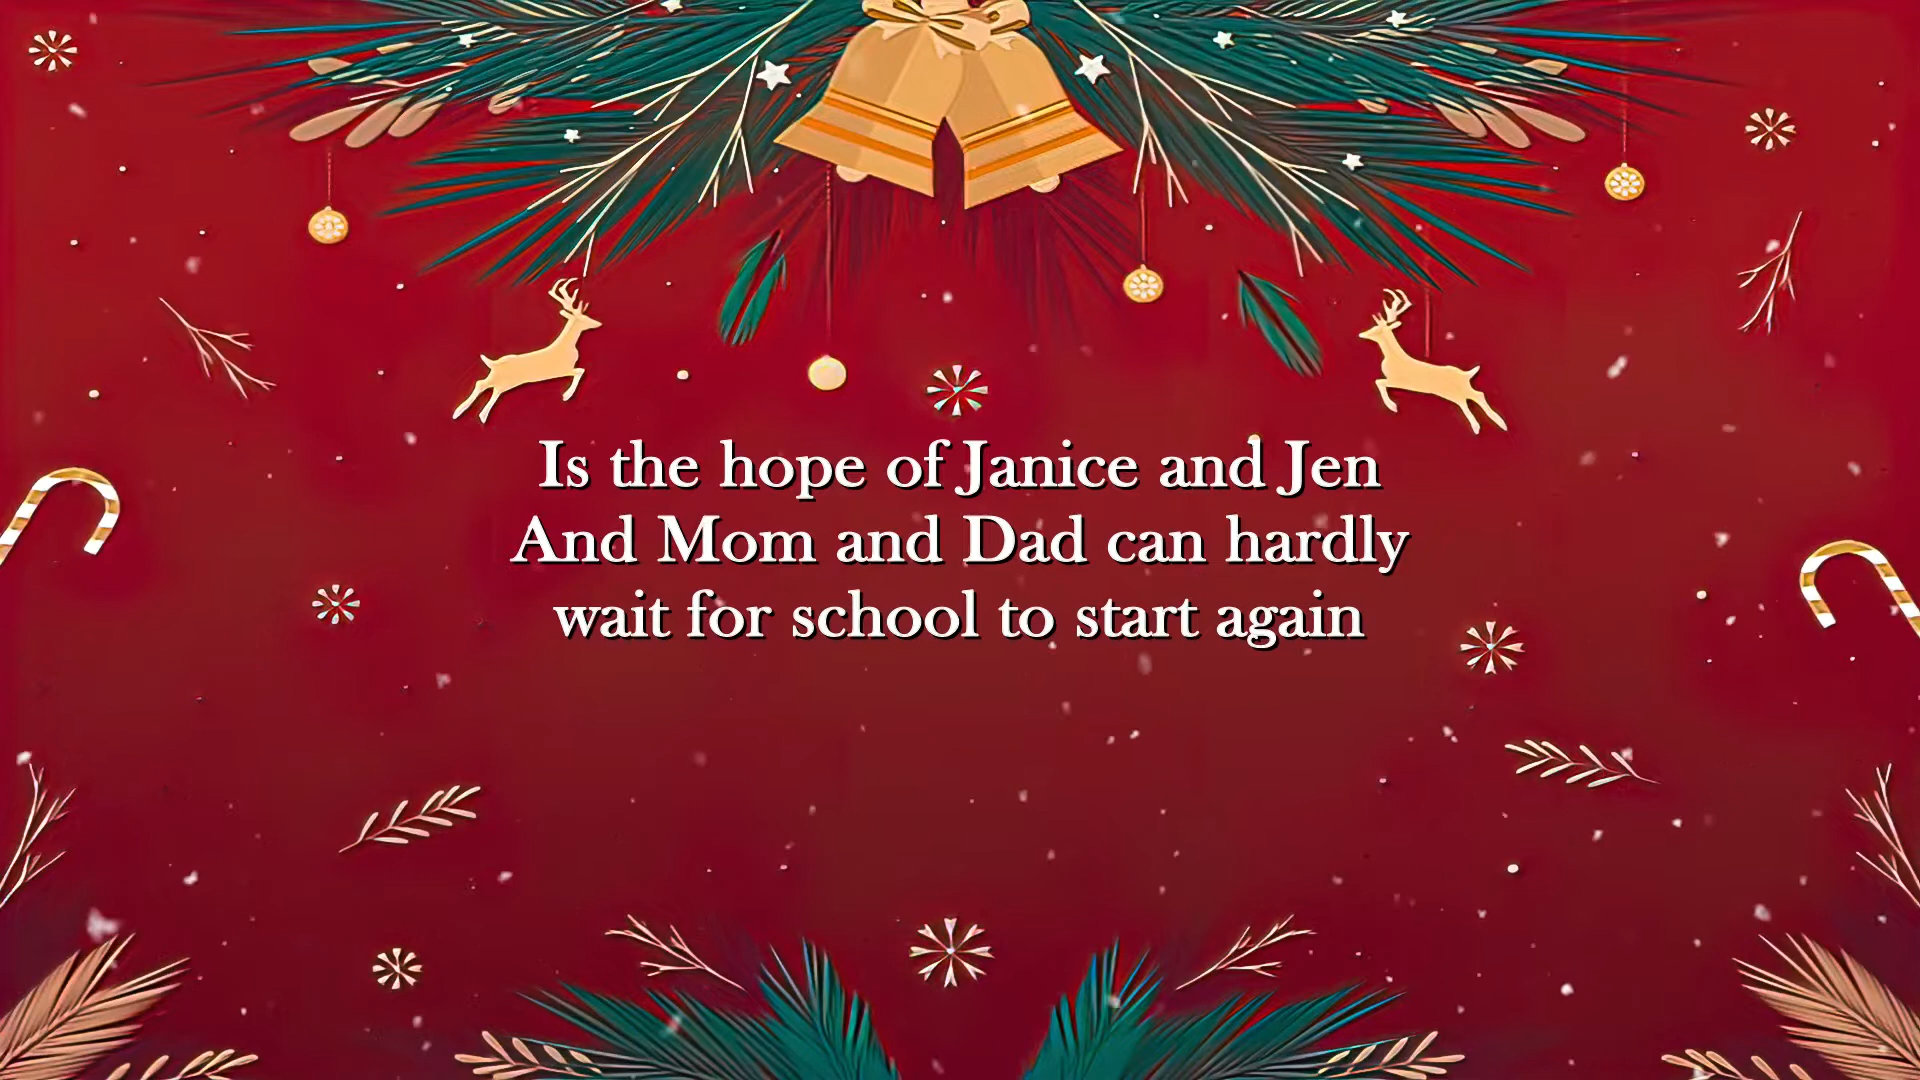 Is the hope of Janice and Jen
And Mom and Dad can hardly
wait for school to start again